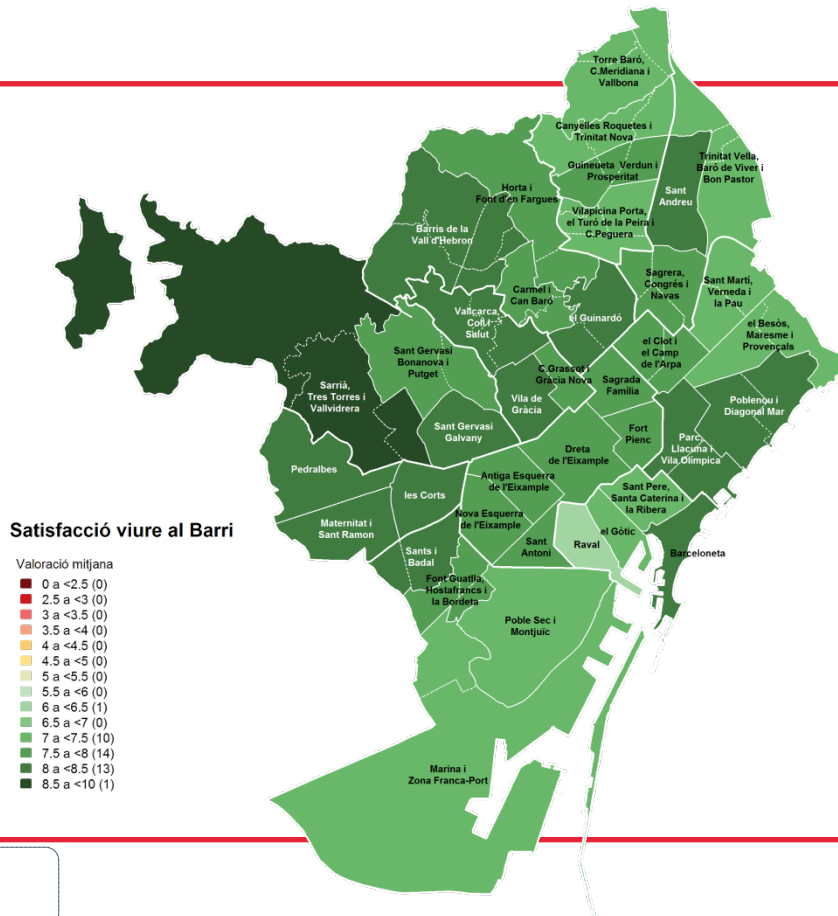 Torre Baró,
C.Meridiana i
Vallbona
Canyelles Roquetes i
Trinitat Nova
Guineueta Verdun i
Prosperitat
Trinitat Vella,
Baró de Viver i
Bon Pastor
Sant
Andreu
Horta i
Font d'en Fargues
Vilapicina Porta,
el Turó de la Peira i
C.Peguera
Barris de la
Vall d'Hebron
Sagrera,
Congrés i
Navas
Sant Martí,
Verneda i
la Pau
Carmel i
Can Baró
Vallcarca,
Coll i
Salut
el Guinardó
el Besòs,
Maresme i
Provençals
el Clot i
el Camp
de l'Arpa
Sant Gervasi
Bonanova i
Putget
C.Grassot i
Gràcia Nova
Sagrada
Família
Sarrià,
Tres Torres i
Vallvidrera
Vila de
Gràcia
Poblenou i
Diagonal Mar
Sant Gervasi
Galvany
Fort
Pienc
Parc,
Llacuna i
Vila Olímpica
Dreta
de l'Eixample
Pedralbes
Antiga Esquerra
de l'Eixample
Sant Pere,
Santa Caterina i
la Ribera
les Corts
Nova Esquerra
de l'Eixample
Maternitat i
Sant Ramon
el Gòtic
Sant
Antoni
Raval
Barceloneta
Sants i
Badal
Font Guatlla,
Hostafrancs i
la Bordeta
Poble Sec i
Montjuïc
Marina i
Zona Franca-Port
Satisfacció viure al Barri
Valoració mitjana
0 a <2.5 (0)
2.5 a <3 (0)
3 a <3.5 (0)
3.5 a <4 (0)
4 a <4.5 (0)
4.5 a <5 (0)
5 a <5.5 (0)
5.5 a <6 (0)
6 a <6.5 (1)
6.5 a <7 (0)
7 a <7.5 (10)
7.5 a <8 (14)
8 a <8.5 (13)
8.5 a <10 (1)